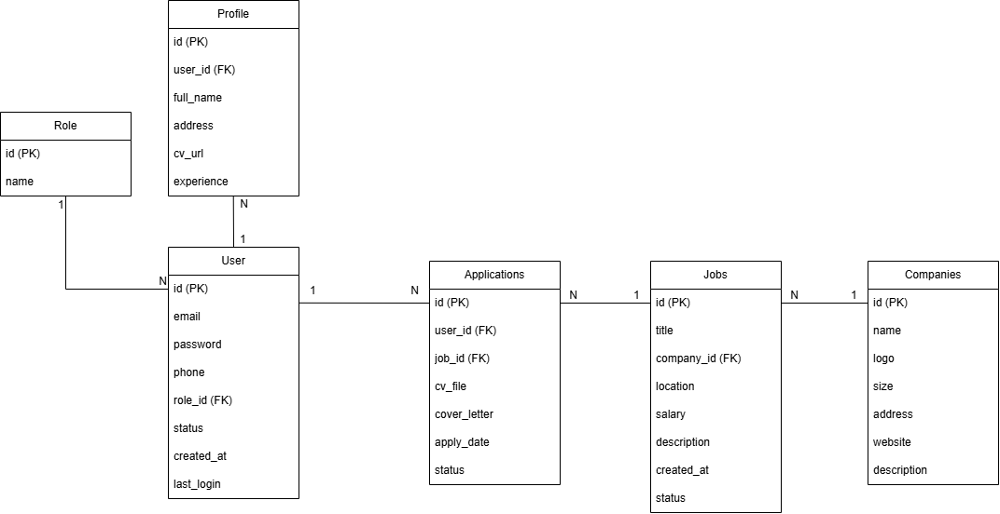 Profile
id (PK)
user_id (FK)
full_name
address
cv_url
experience
Role
id (PK)
name
1
N
N
1
User
id (PK)
email
password
phone
role_id (FK)
status
created_at
last_login
1
N
Applications
id (PK)
user_id (FK)
job_id (FK)
cv_file
cover_letter
apply_date
status
N
1
Jobs
id (PK)
title
company_id (FK)
location
salary
description
created_at
status
N
1
Companies
id (PK)
name
logo
size
address
website
description